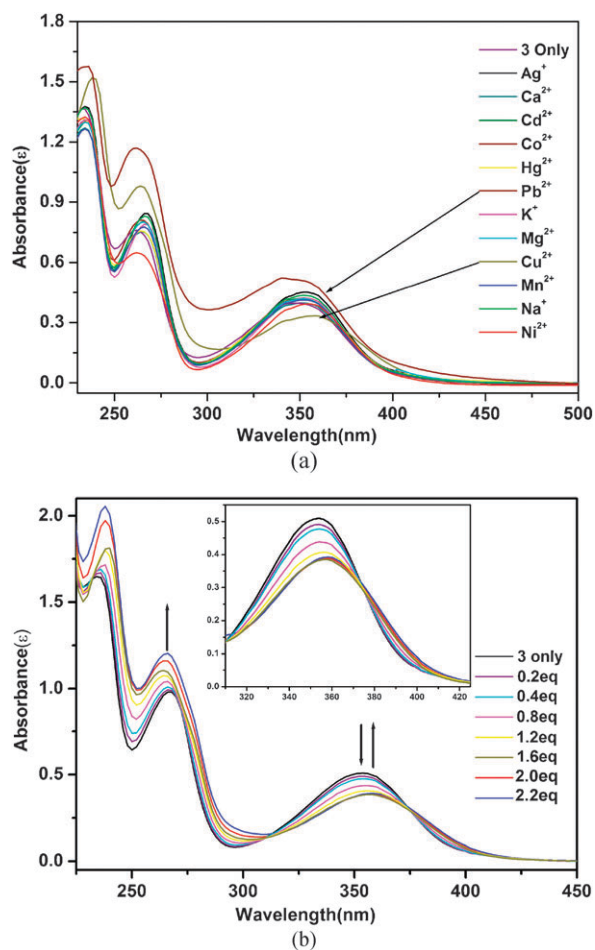 1.8
1.5
1.2
0.9
0.6
0.3
0.0
Absorbance(ε)
250 300 350 400 450 500
Wavelength(nm)
3 Only
Ag⁺
Ca²⁺
Cd²⁺
Co²⁺
Hg²⁺
Pb²⁺
K⁺
Mg²⁺
Cu²⁺
Mn²⁺
Na⁺
Ni²⁺
(a)
2.0
1.5
1.0
0.5
0.0
Absorbance(ε)
0.5
0.4
0.3
0.2
0.1
0.0
320 340 360 380 400 420
3 only
0.2eq
0.4eq
0.8eq
1.2eq
1.6eq
2.0eq
2.2eq
250 300 350 400 450
Wavelength(nm)
(b)